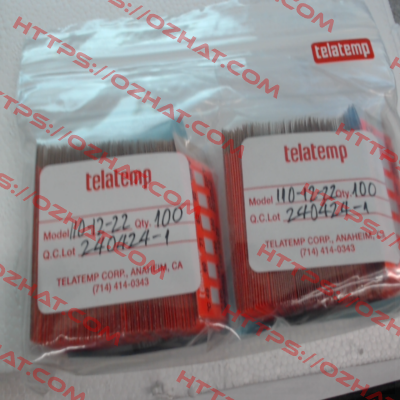 telatemp
telatemp
Model 110-12-22 Qty. 100
Q.C.Lot 240424-1
TELATEMP CORP., ANAHEIM, CA
(714) 414-0343
telatemp
Model 110-12-22 Qty. 100
Q.C.Lot 240424-1
TELATEMP CORP., ANAHEIM, CA
(714) 414-0343
HTTPS://OZHAT.COM
HTTPS://OZHAT.COM
HTTPS://OZHAT.COM
HTTPS://OZHAT.COM